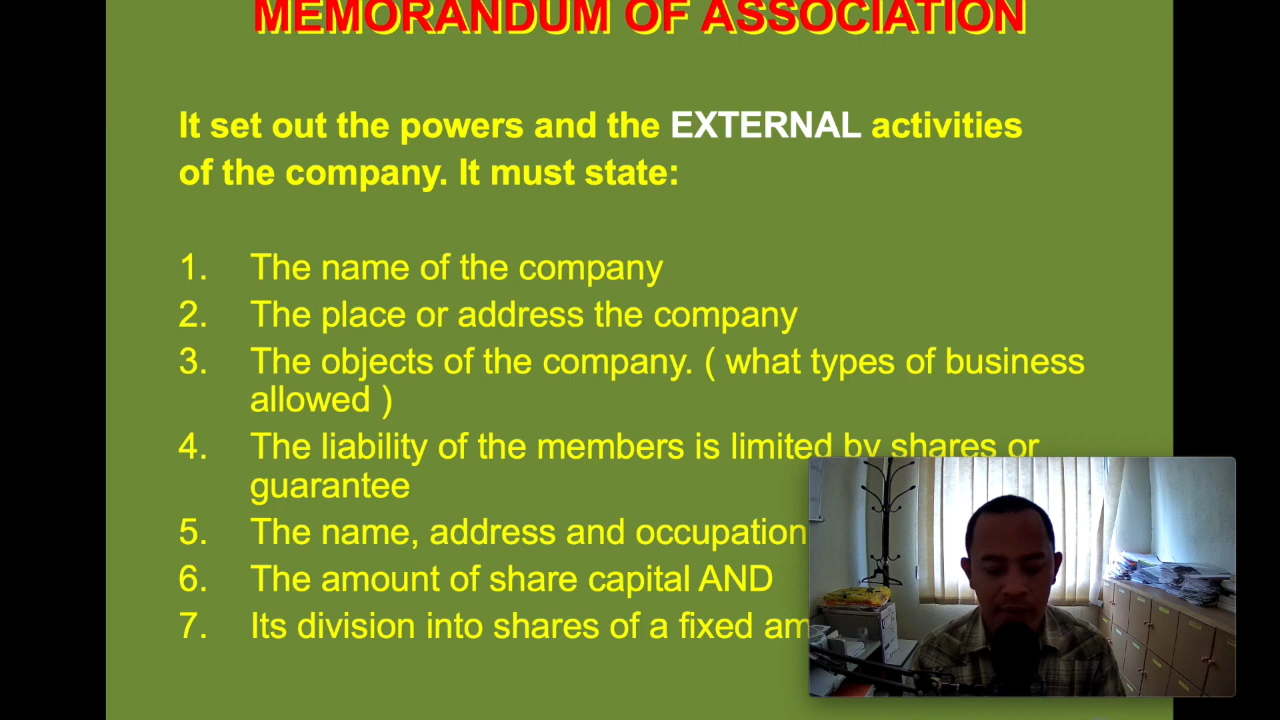 MEMORANDUM OF ASSOCIATION
It set out the powers and the EXTERNAL activities
of the company. It must state:
1. The name of the company
2. The place or address the company
3. The objects of the company. ( what types of business
allowed )
4. The liability of the members is limited by shares or
guarantee
5. The name, address and occupation
6. The amount of share capital AND
7. Its division into shares of a fixed